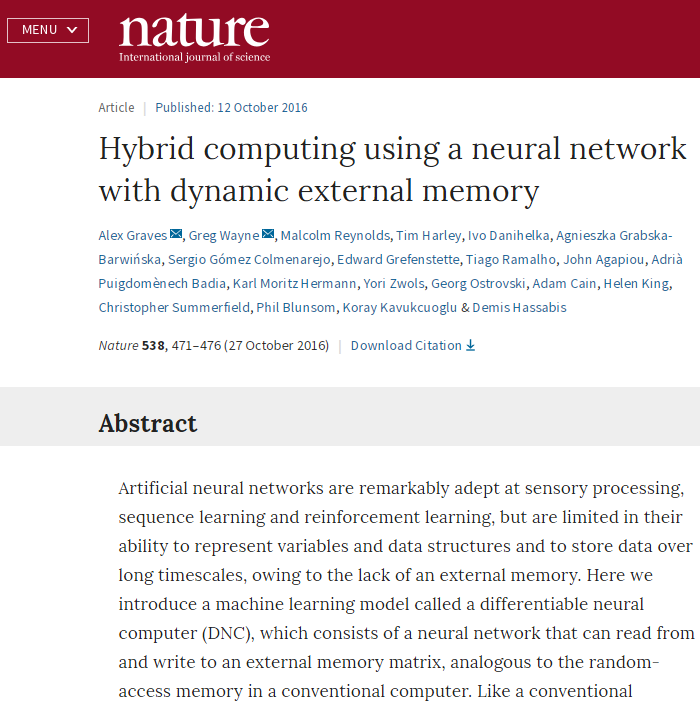 MENU
nature
International journal of science
Article | Published: 12 October 2016
Hybrid computing using a neural network
with dynamic external memory
Alex Graves, Greg Wayne, Malcolm Reynolds, Tim Harley, Ivo Danihelka, Agnieszka Grabska-
Barwińska, Sergio Gómez Colmenarejo, Edward Grefenstette, Tiago Ramalho, John Agapiou, Adrià
Puigdomènech Badia, Karl Moritz Hermann, Yori Zwols, Georg Ostrovski, Adam Cain, Helen King,
Christopher Summerfield, Phil Blunsom, Koray Kavukcuoglu & Demis Hassabis
Nature 538, 471–476 (27 October 2016) | Download Citation
Abstract
Artificial neural networks are remarkably adept at sensory processing,
sequence learning and reinforcement learning, but are limited in their
ability to represent variables and data structures and to store data over
long timescales, owing to the lack of an external memory. Here we
introduce a machine learning model called a differentiable neural
computer (DNC), which consists of a neural network that can read from
and write to an external memory matrix, analogous to the random-
access memory in a conventional computer. Like a conventional